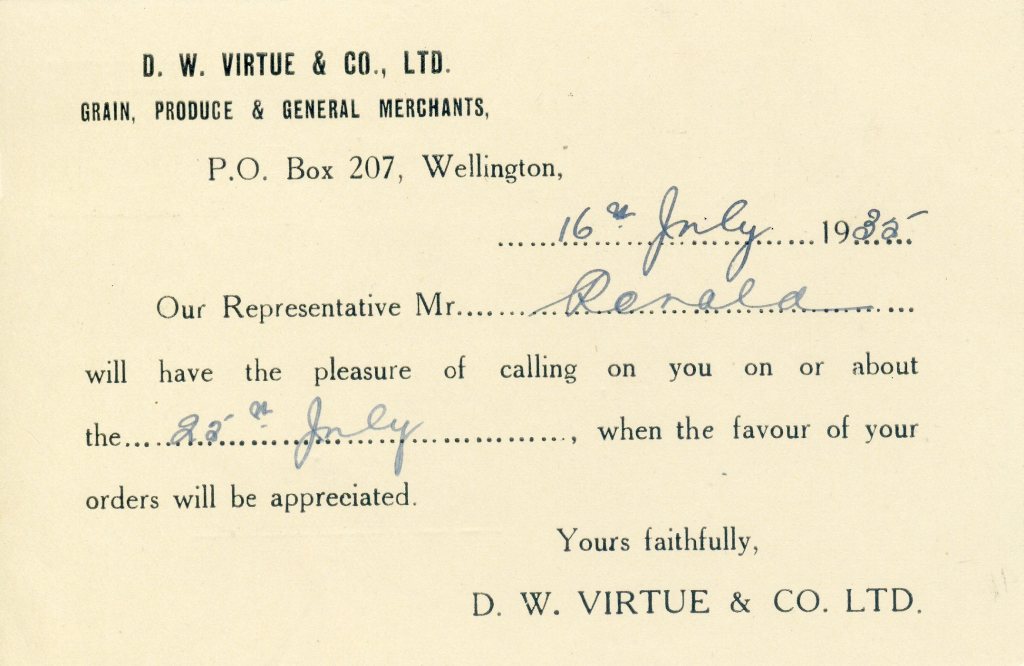 D. W. VIRTUE & CO., LTD.
GRAIN, PRODUCE & GENERAL MERCHANTS,
P.O. Box 207, Wellington,
16th July 1935
Our Representative Mr. Renald
will have the pleasure of calling on you on or about
the 25th July, when the favour of your
orders will be appreciated.
Yours faithfully,
D. W. VIRTUE & CO. LTD.